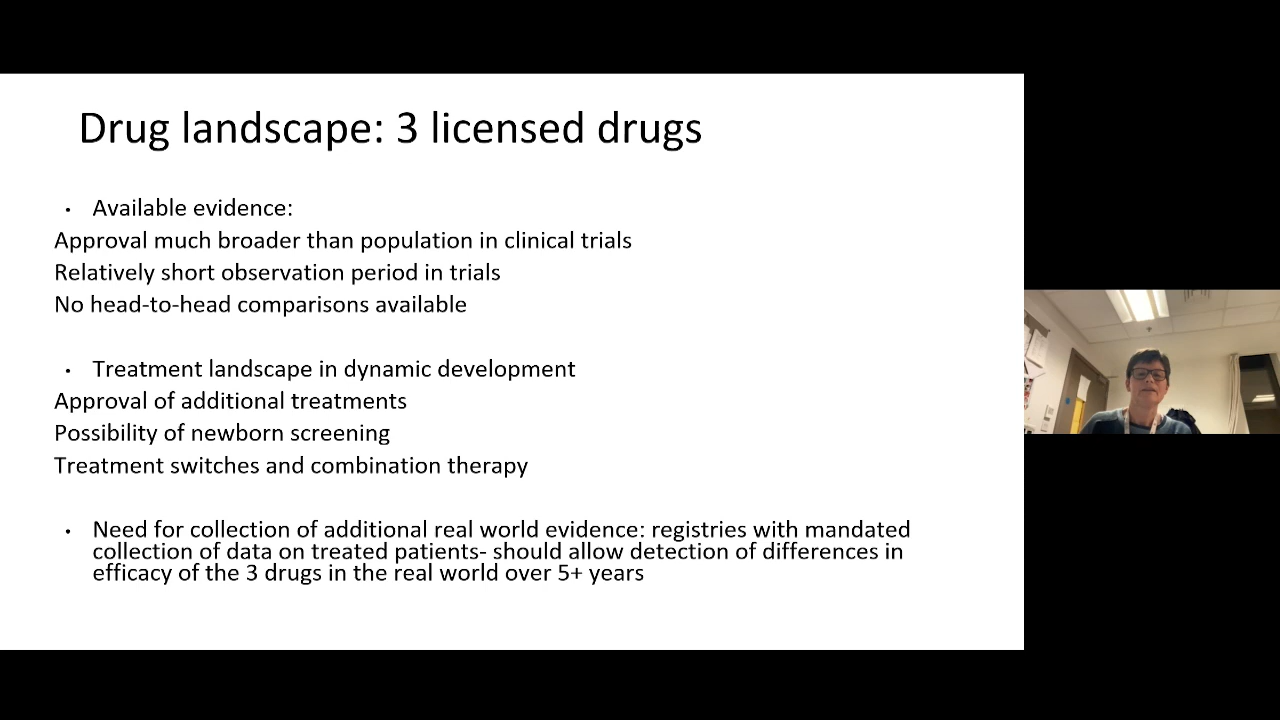 Drug landscape: 3 licensed drugs
• Available evidence:
Approval much broader than population in clinical trials
Relatively short observation period in trials
No head-to-head comparisons available
• Treatment landscape in dynamic development
Approval of additional treatments
Possibility of newborn screening
Treatment switches and combination therapy
• Need for collection of additional real world evidence: registries with mandated
collection of data on treated patients- should allow detection of differences in
efficacy of the 3 drugs in the real world over 5+ years